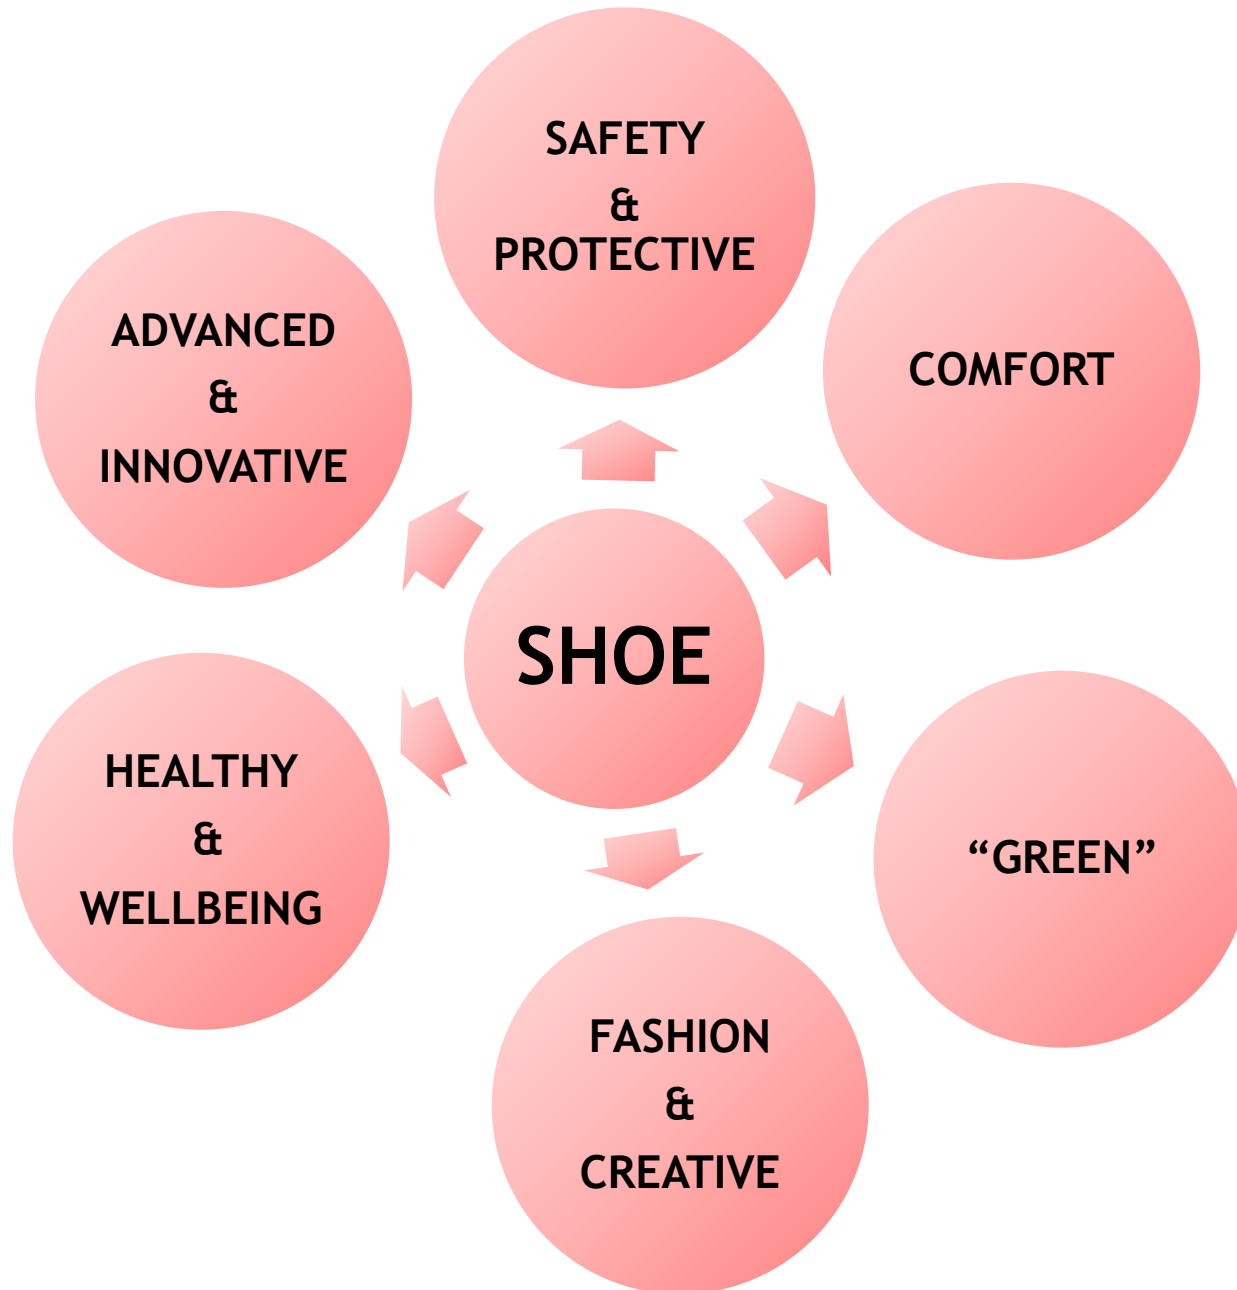 SAFETY
&
PROTECTIVE
COMFORT
“GREEN”
FASHION
&
CREATIVE
HEALTHY
&
WELLBEING
ADVANCED
&
INNOVATIVE
SHOE